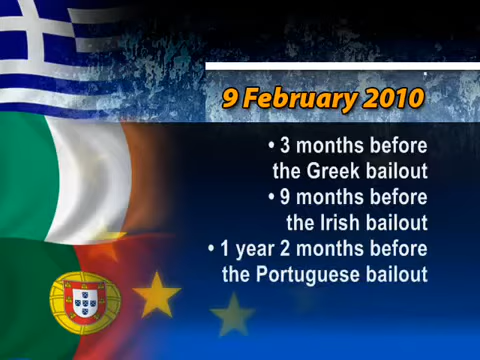 9 February 2010
• 3 months before
the Greek bailout
• 9 months before
the Irish bailout
• 1 year 2 months before
the Portuguese bailout